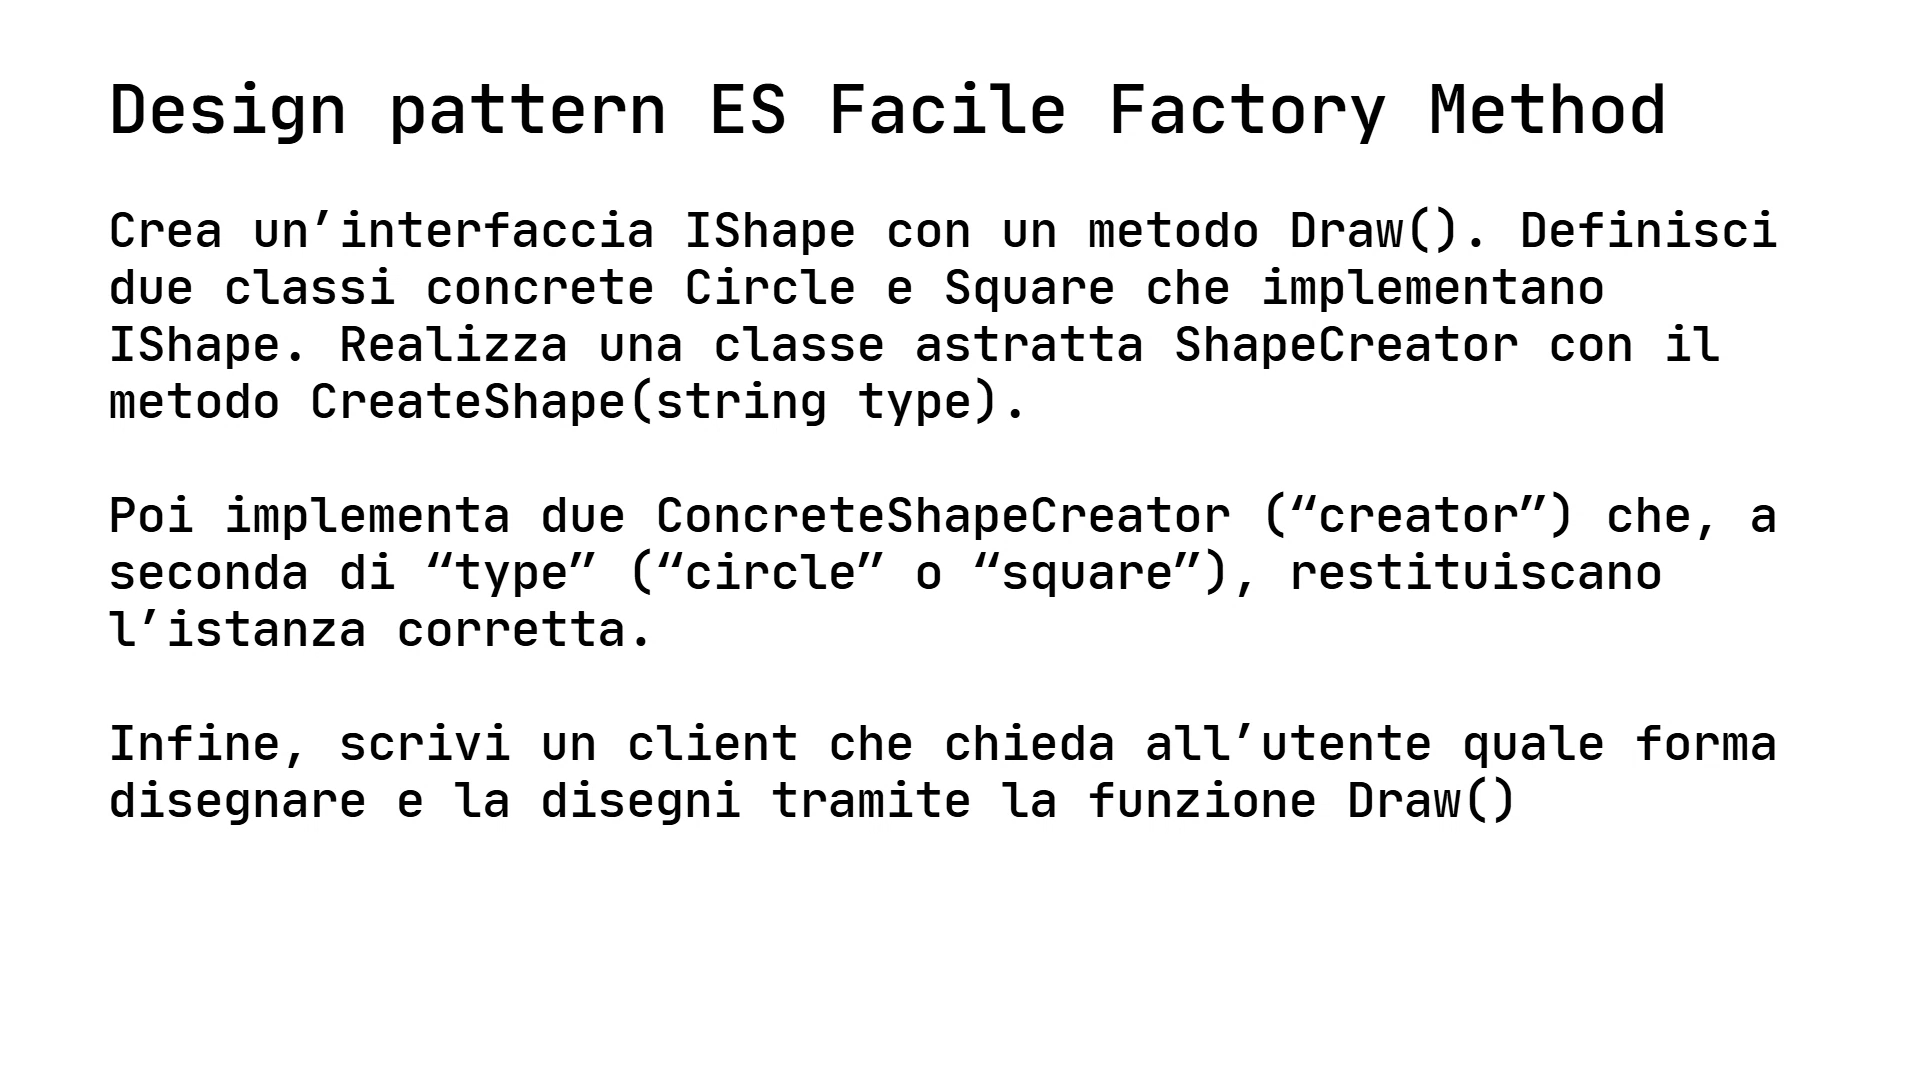 Design pattern ES Facile Factory Method
Crea un’interfaccia IShape con un metodo Draw(). Definisci
due classi concrete Circle e Square che implementano
IShape. Realizza una classe astratta ShapeCreator con il
metodo CreateShape(string type).
Poi implementa due ConcreteShapeCreator (“creator”) che, a
seconda di “type” (“circle” o “square”), restituiscano
l’istanza corretta.
Infine, scrivi un client che chieda all’utente quale forma
disegnare e la disegni tramite la funzione Draw()